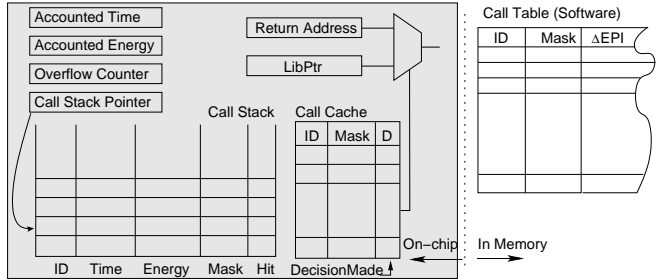 Accounted Time
Accounted Energy
Overflow Counter
Call Stack Pointer
Return Address
LibPtr
Call Stack
Call Cache
ID Mask D
ID Time Energy Mask Hit
DecisionMade
On−chip
In Memory
Call Table (Software)
ID Mask ΔEPI